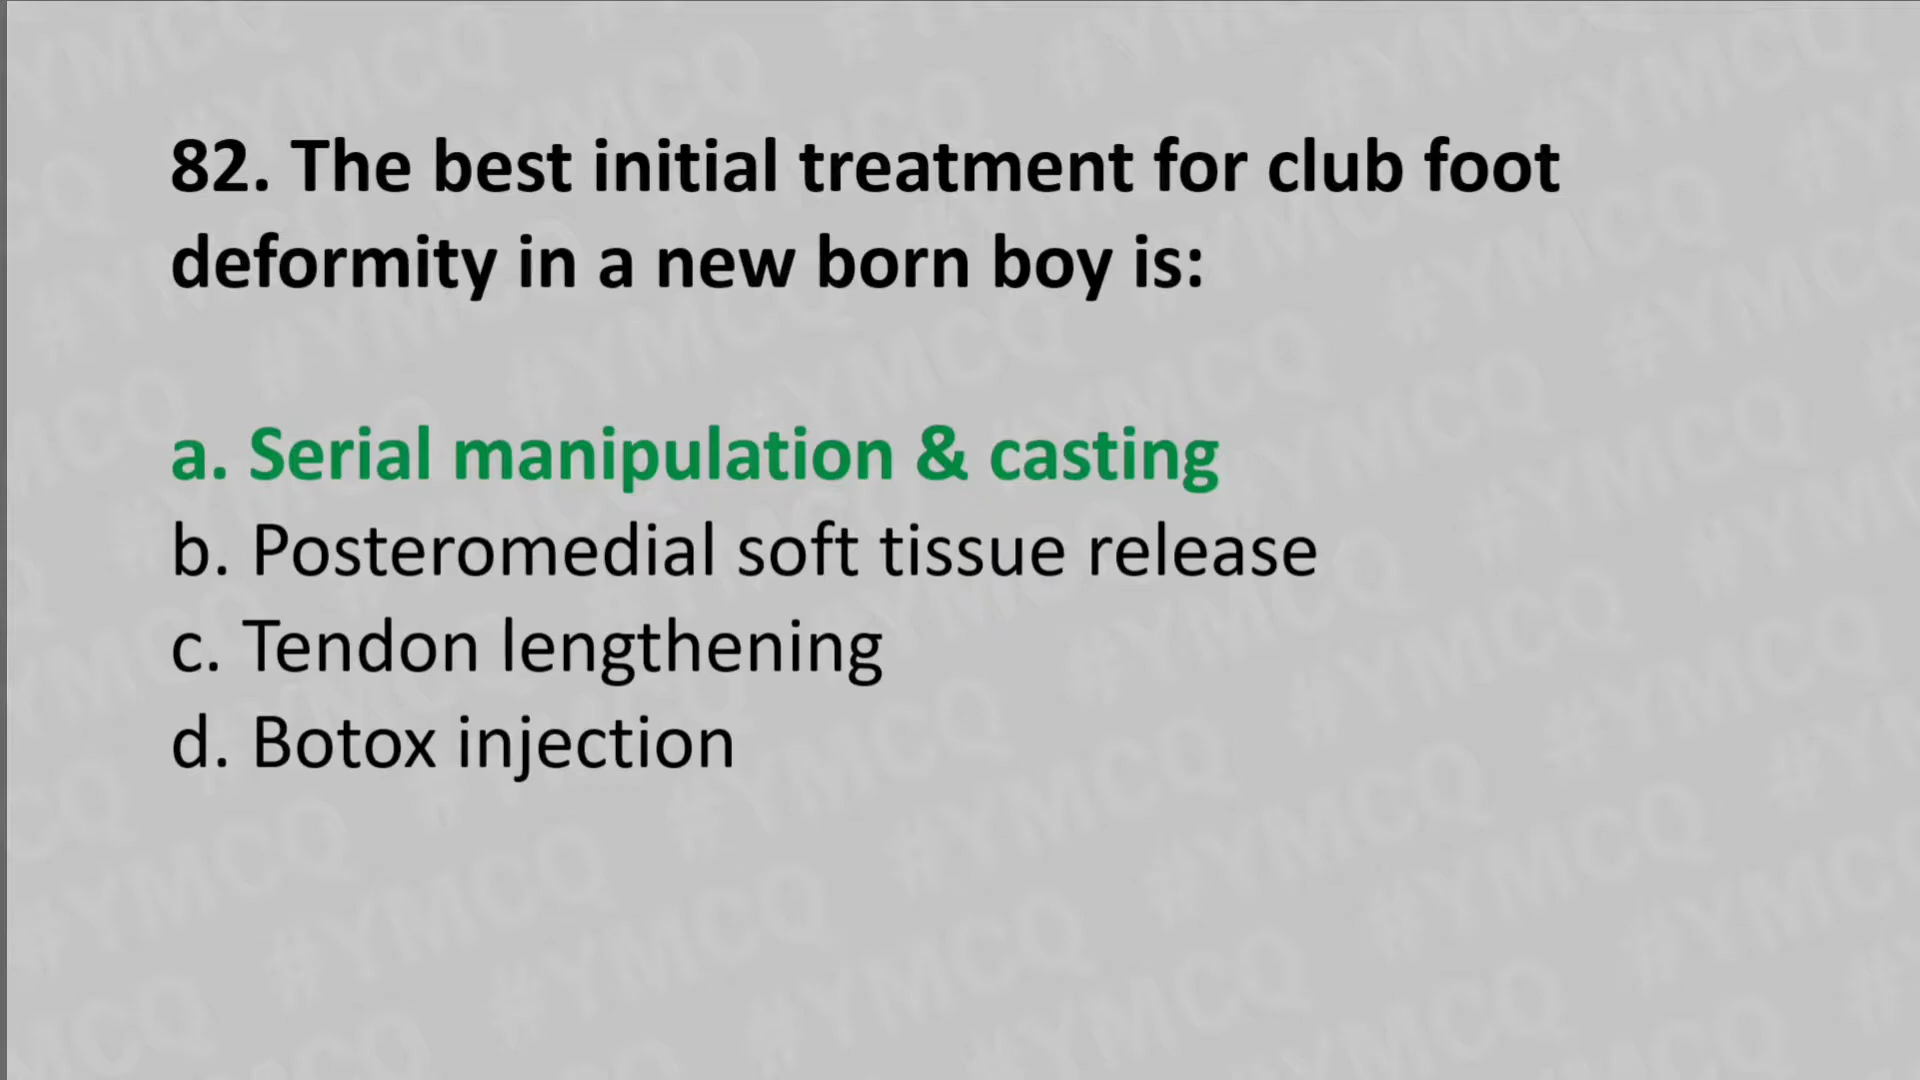 82. The best initial treatment for club foot
deformity in a new born boy is:
a. Serial manipulation & casting
b. Posteromedial soft tissue release
c. Tendon lengthening
d. Botox injection
#YMCQ